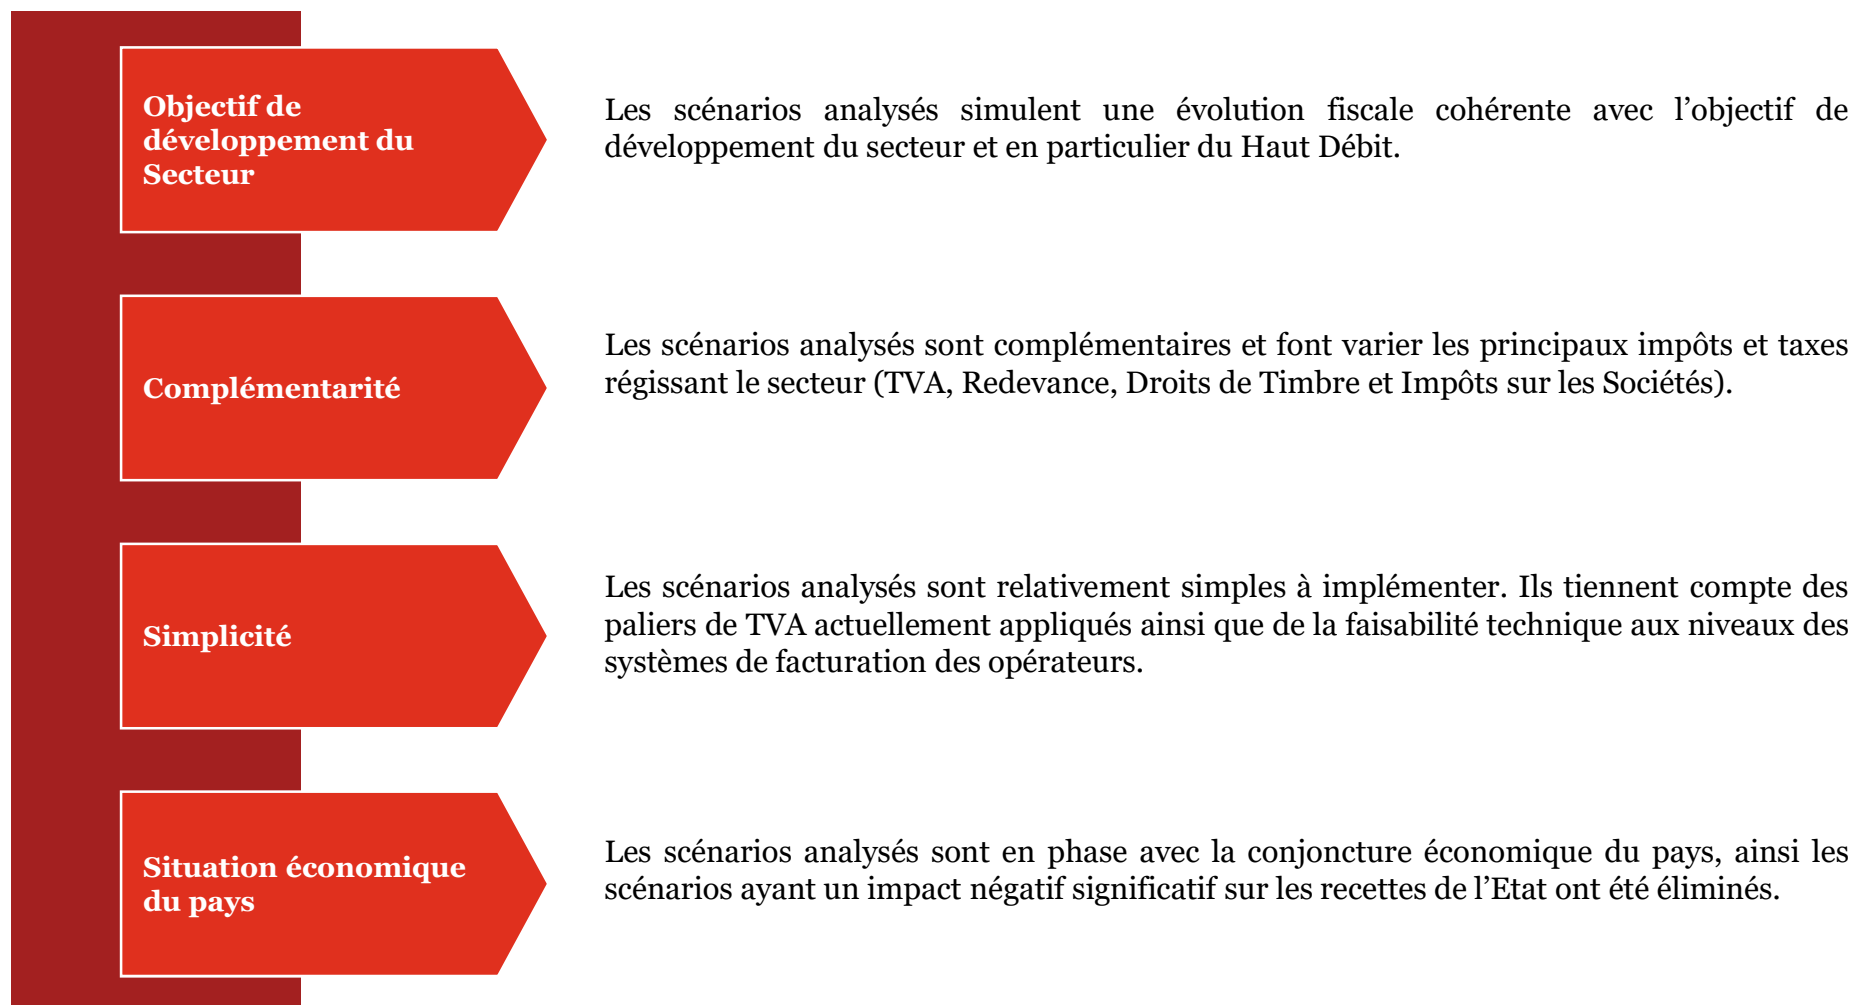 Objectif de
développement du
Secteur
Les scénarios analysés simulent une évolution fiscale cohérente avec l’objectif de
développement du secteur et en particulier du Haut Débit.
Complémentarité
Les scénarios analysés sont complémentaires et font varier les principaux impôts et taxes
régissant le secteur (TVA, Redevance, Droits de Timbre et Impôts sur les Sociétés).
Simplicité
Les scénarios analysés sont relativement simples à implémenter. Ils tiennent compte des
paliers de TVA actuellement appliqués ainsi que de la faisabilité technique aux niveaux des
systèmes de facturation des opérateurs.
Situation économique
du pays
Les scénarios analysés sont en phase avec la conjoncture économique du pays, ainsi les
scénarios ayant un impact négatif significatif sur les recettes de l’Etat ont été éliminés.